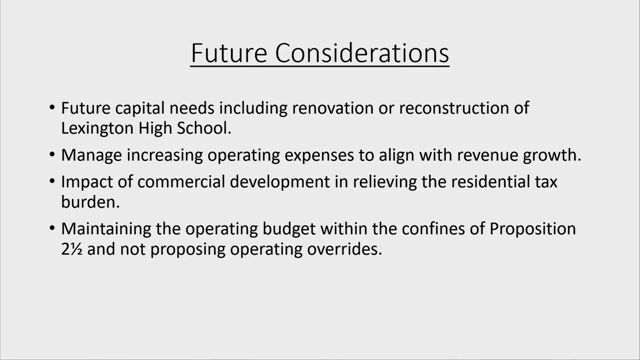 Future Considerations
• Future capital needs including renovation or reconstruction of
Lexington High School.
• Manage increasing operating expenses to align with revenue growth.
• Impact of commercial development in relieving the residential tax
burden.
• Maintaining the operating budget within the confines of Proposition
2½ and not proposing operating overrides.